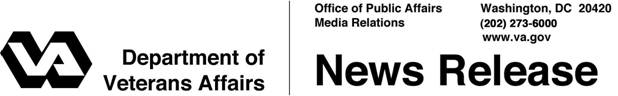 VA
Department of
Veterans Affairs
Office of Public Affairs
Media Relations
Washington, DC  20420
(202) 273-6000
www.va.gov
News Release